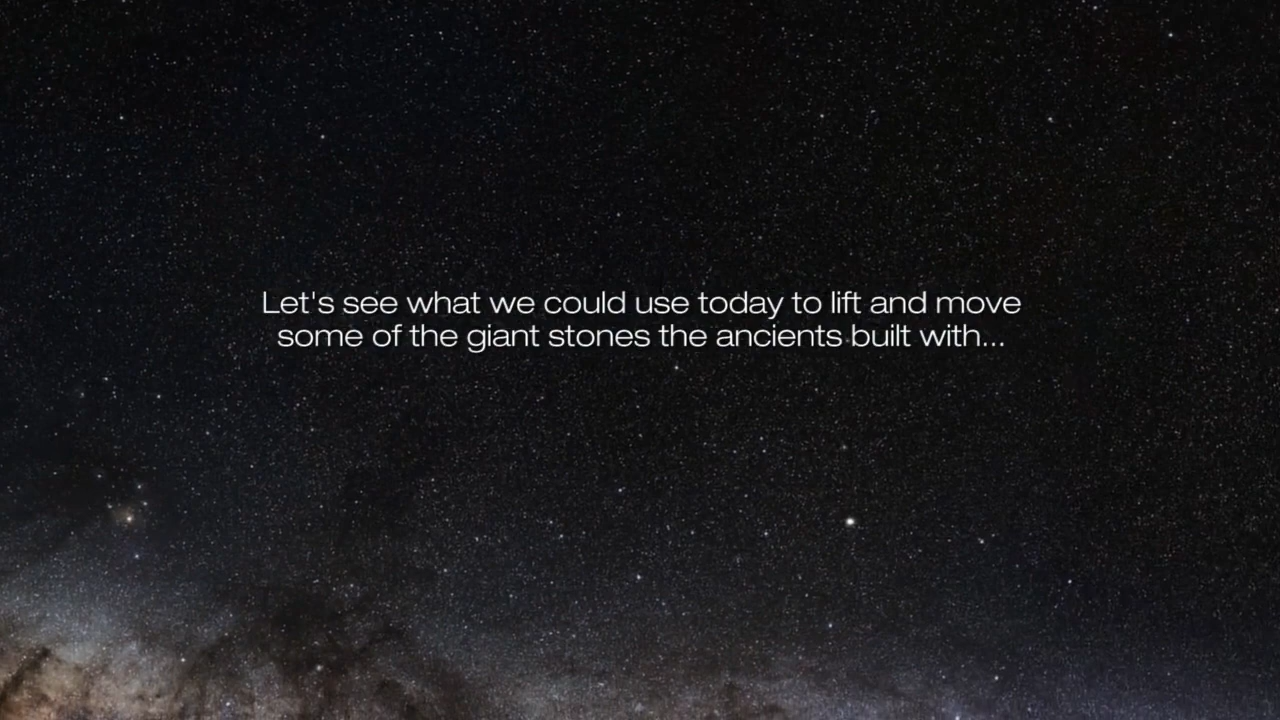 Let's see what we could use today to lift and move
some of the giant stones the ancients built with...